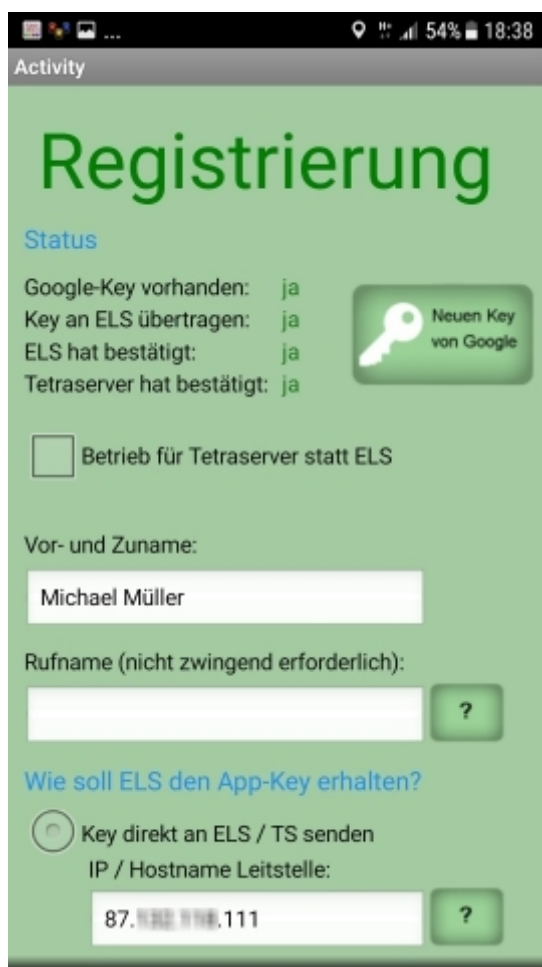 ... 54% 18:38
Activity
Registrierung
Status
Google-Key vorhanden: ja
Key an ELS übertragen: ja
ELS hat bestätigt: ja
Tetraserver hat bestätigt: ja
Neuen Key
von Google
Betrieb für Tetraserver statt ELS
Vor- und Zuname:
Michael Müller
Rufname (nicht zwingend erforderlich):
?
Wie soll ELS den App-Key erhalten?
Key direkt an ELS / TS senden
IP / Hostname Leitstelle:
87. .111
?